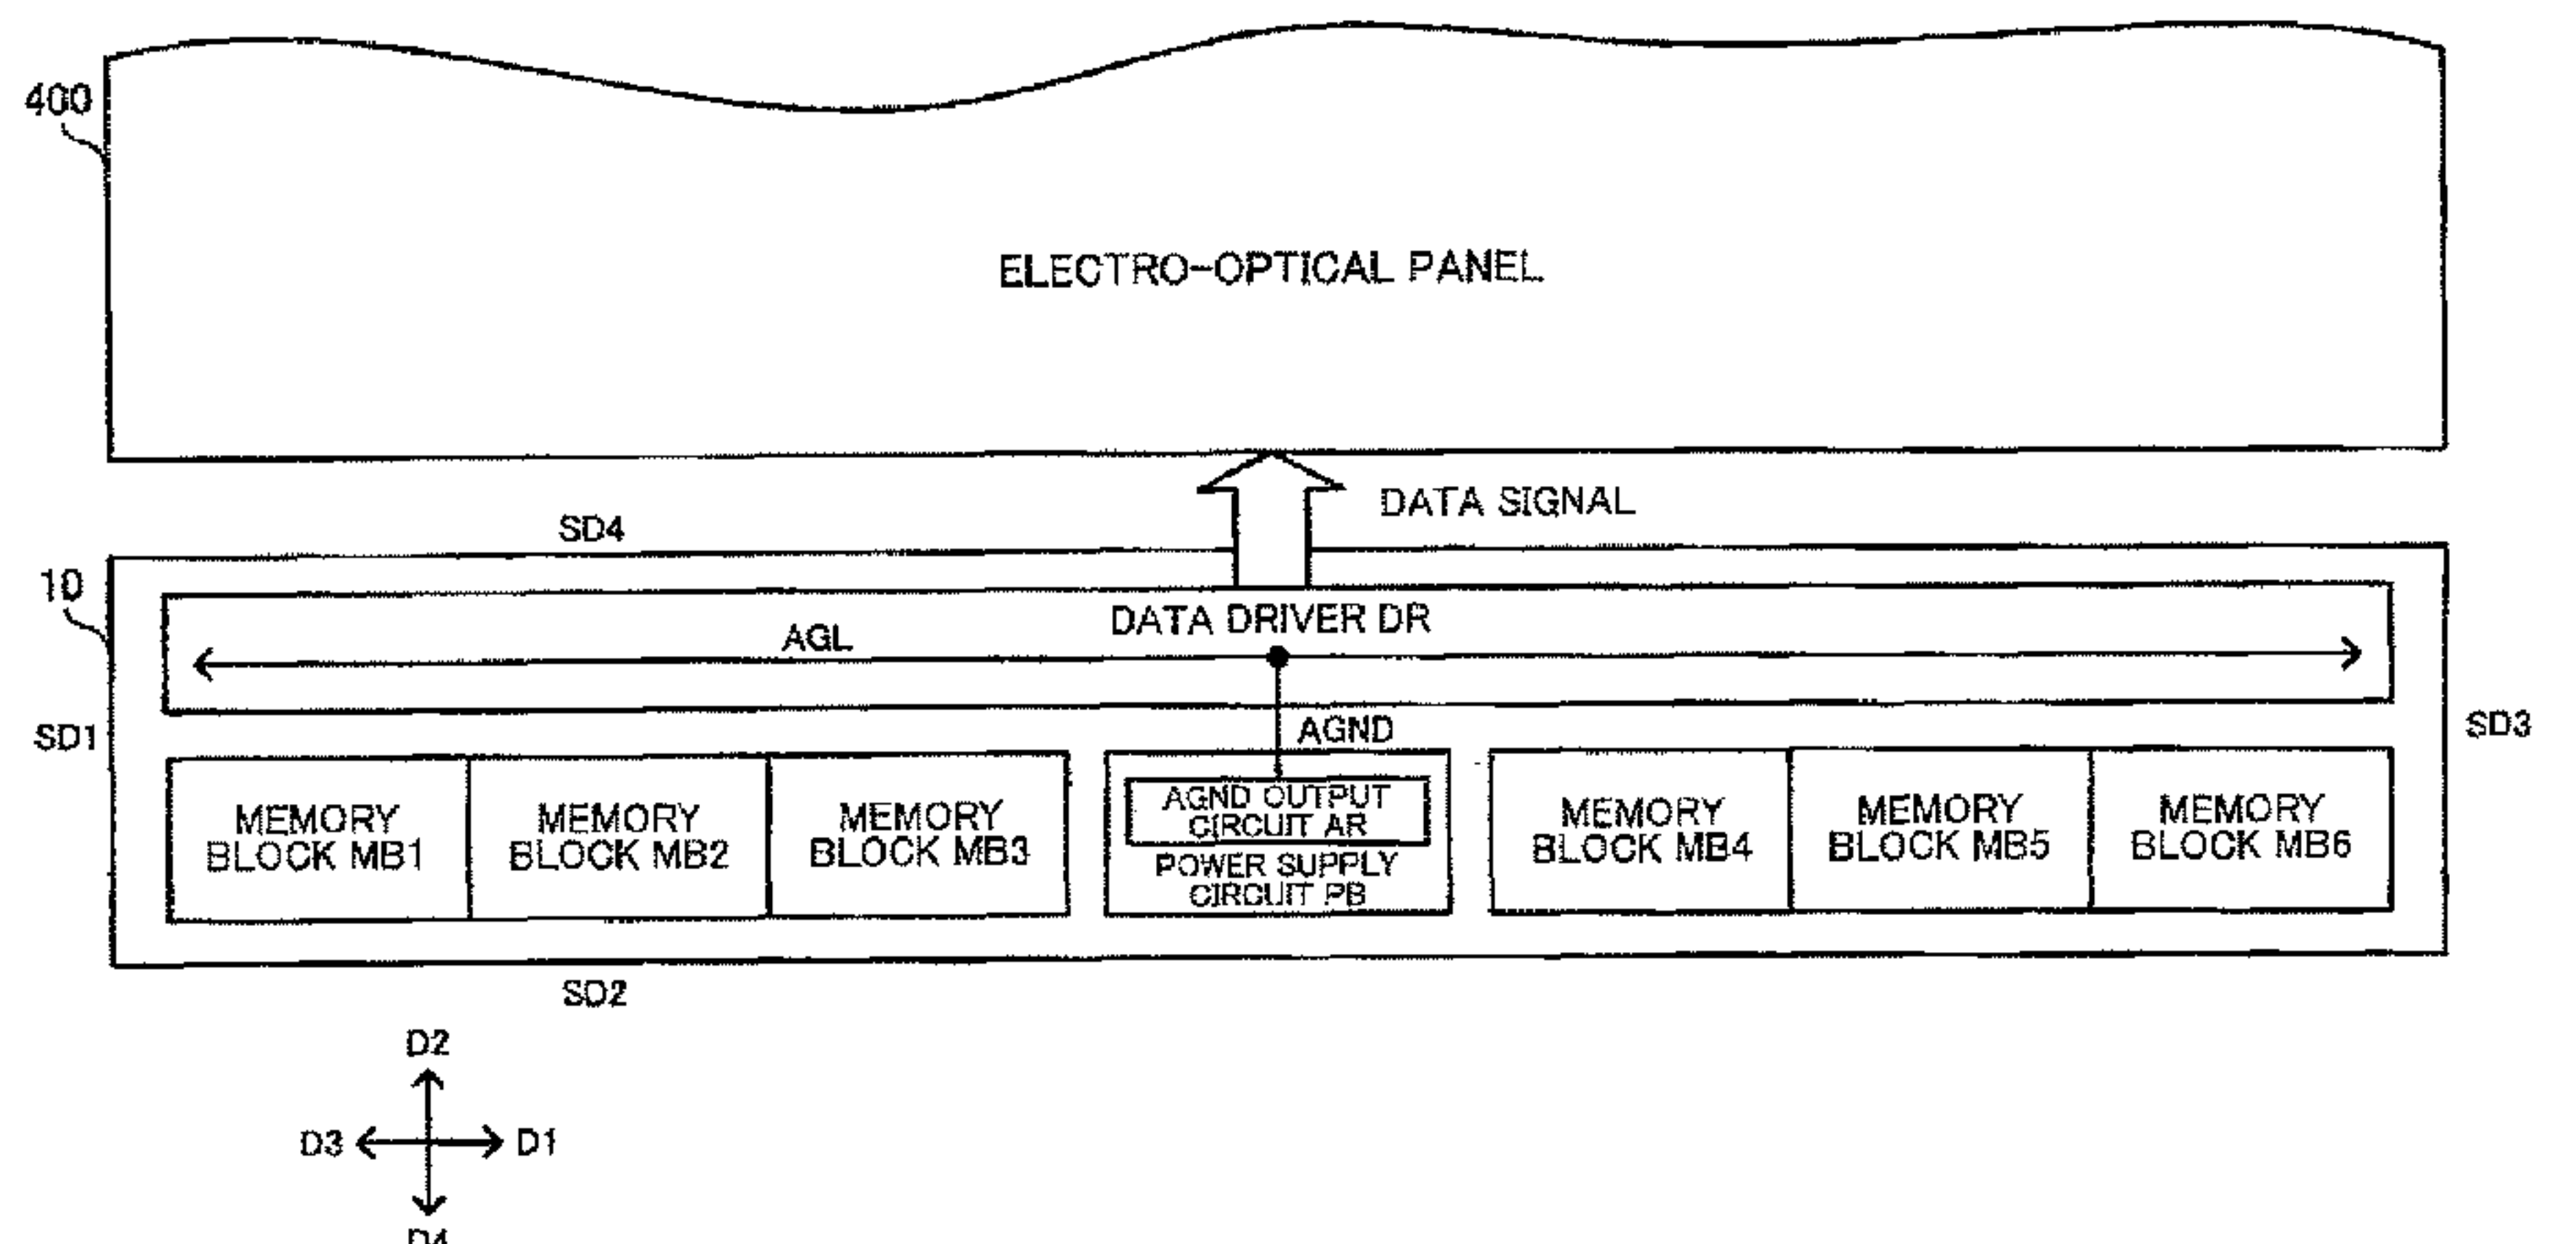 400
ELECTRO-OPTICAL PANEL
DATA SIGNAL
SD4
10
DATA DRIVER DR
AGL
SD1
AGND
SD3
MEMORY
BLOCK MB1
MEMORY
BLOCK MB2
MEMORY
BLOCK MB3
AGND OUTPUT
CIRCUIT AR
POWER SUPPLY
CIRCUIT PB
MEMORY
BLOCK MB4
MEMORY
BLOCK MB5
MEMORY
BLOCK MB6
SD2
D2
D3
D1
D4